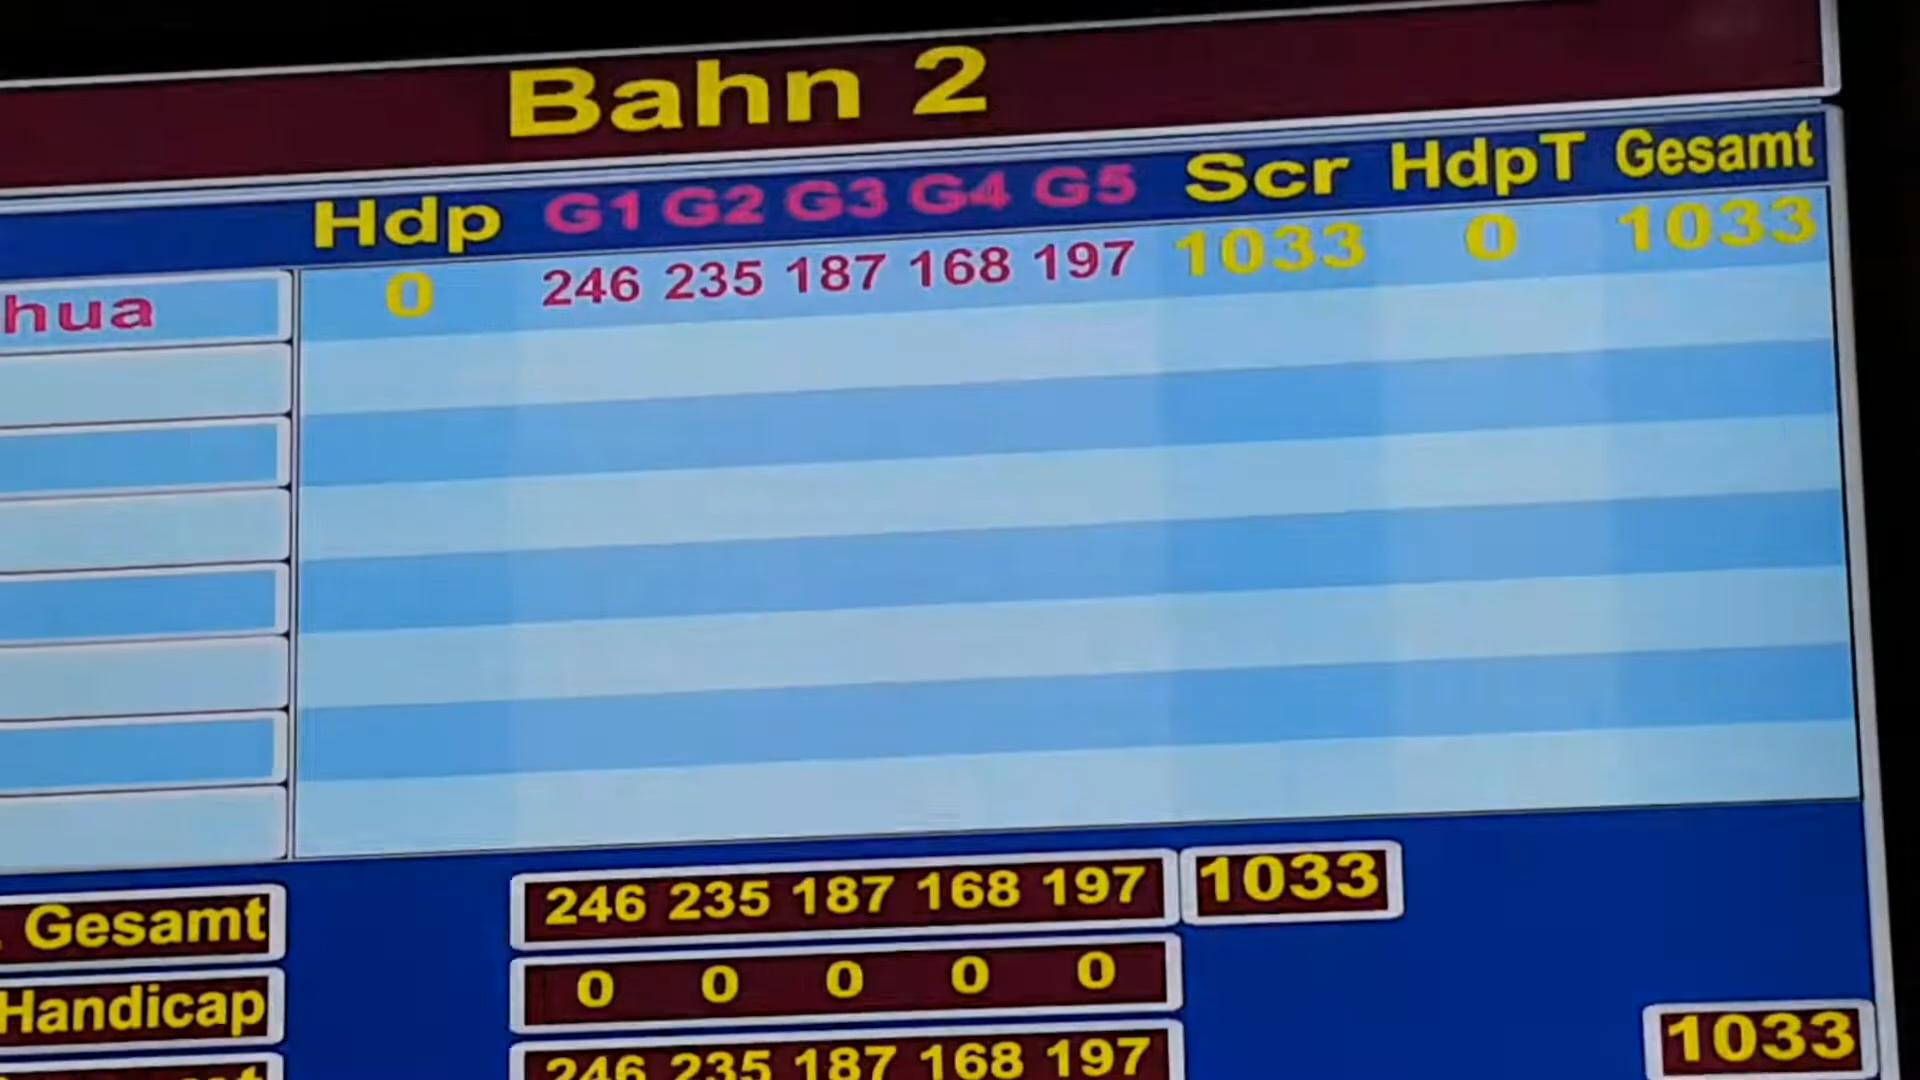 Bahn 2
Hdp G1 G2 G3 G4 G5 Scr HdpT Gesamt
hua 0 246 235 187 168 197 1033 0 1033
Gesamt 246 235 187 168 197 1033
Handicap 0 0 0 0 0
246 235 187 168 197 1033